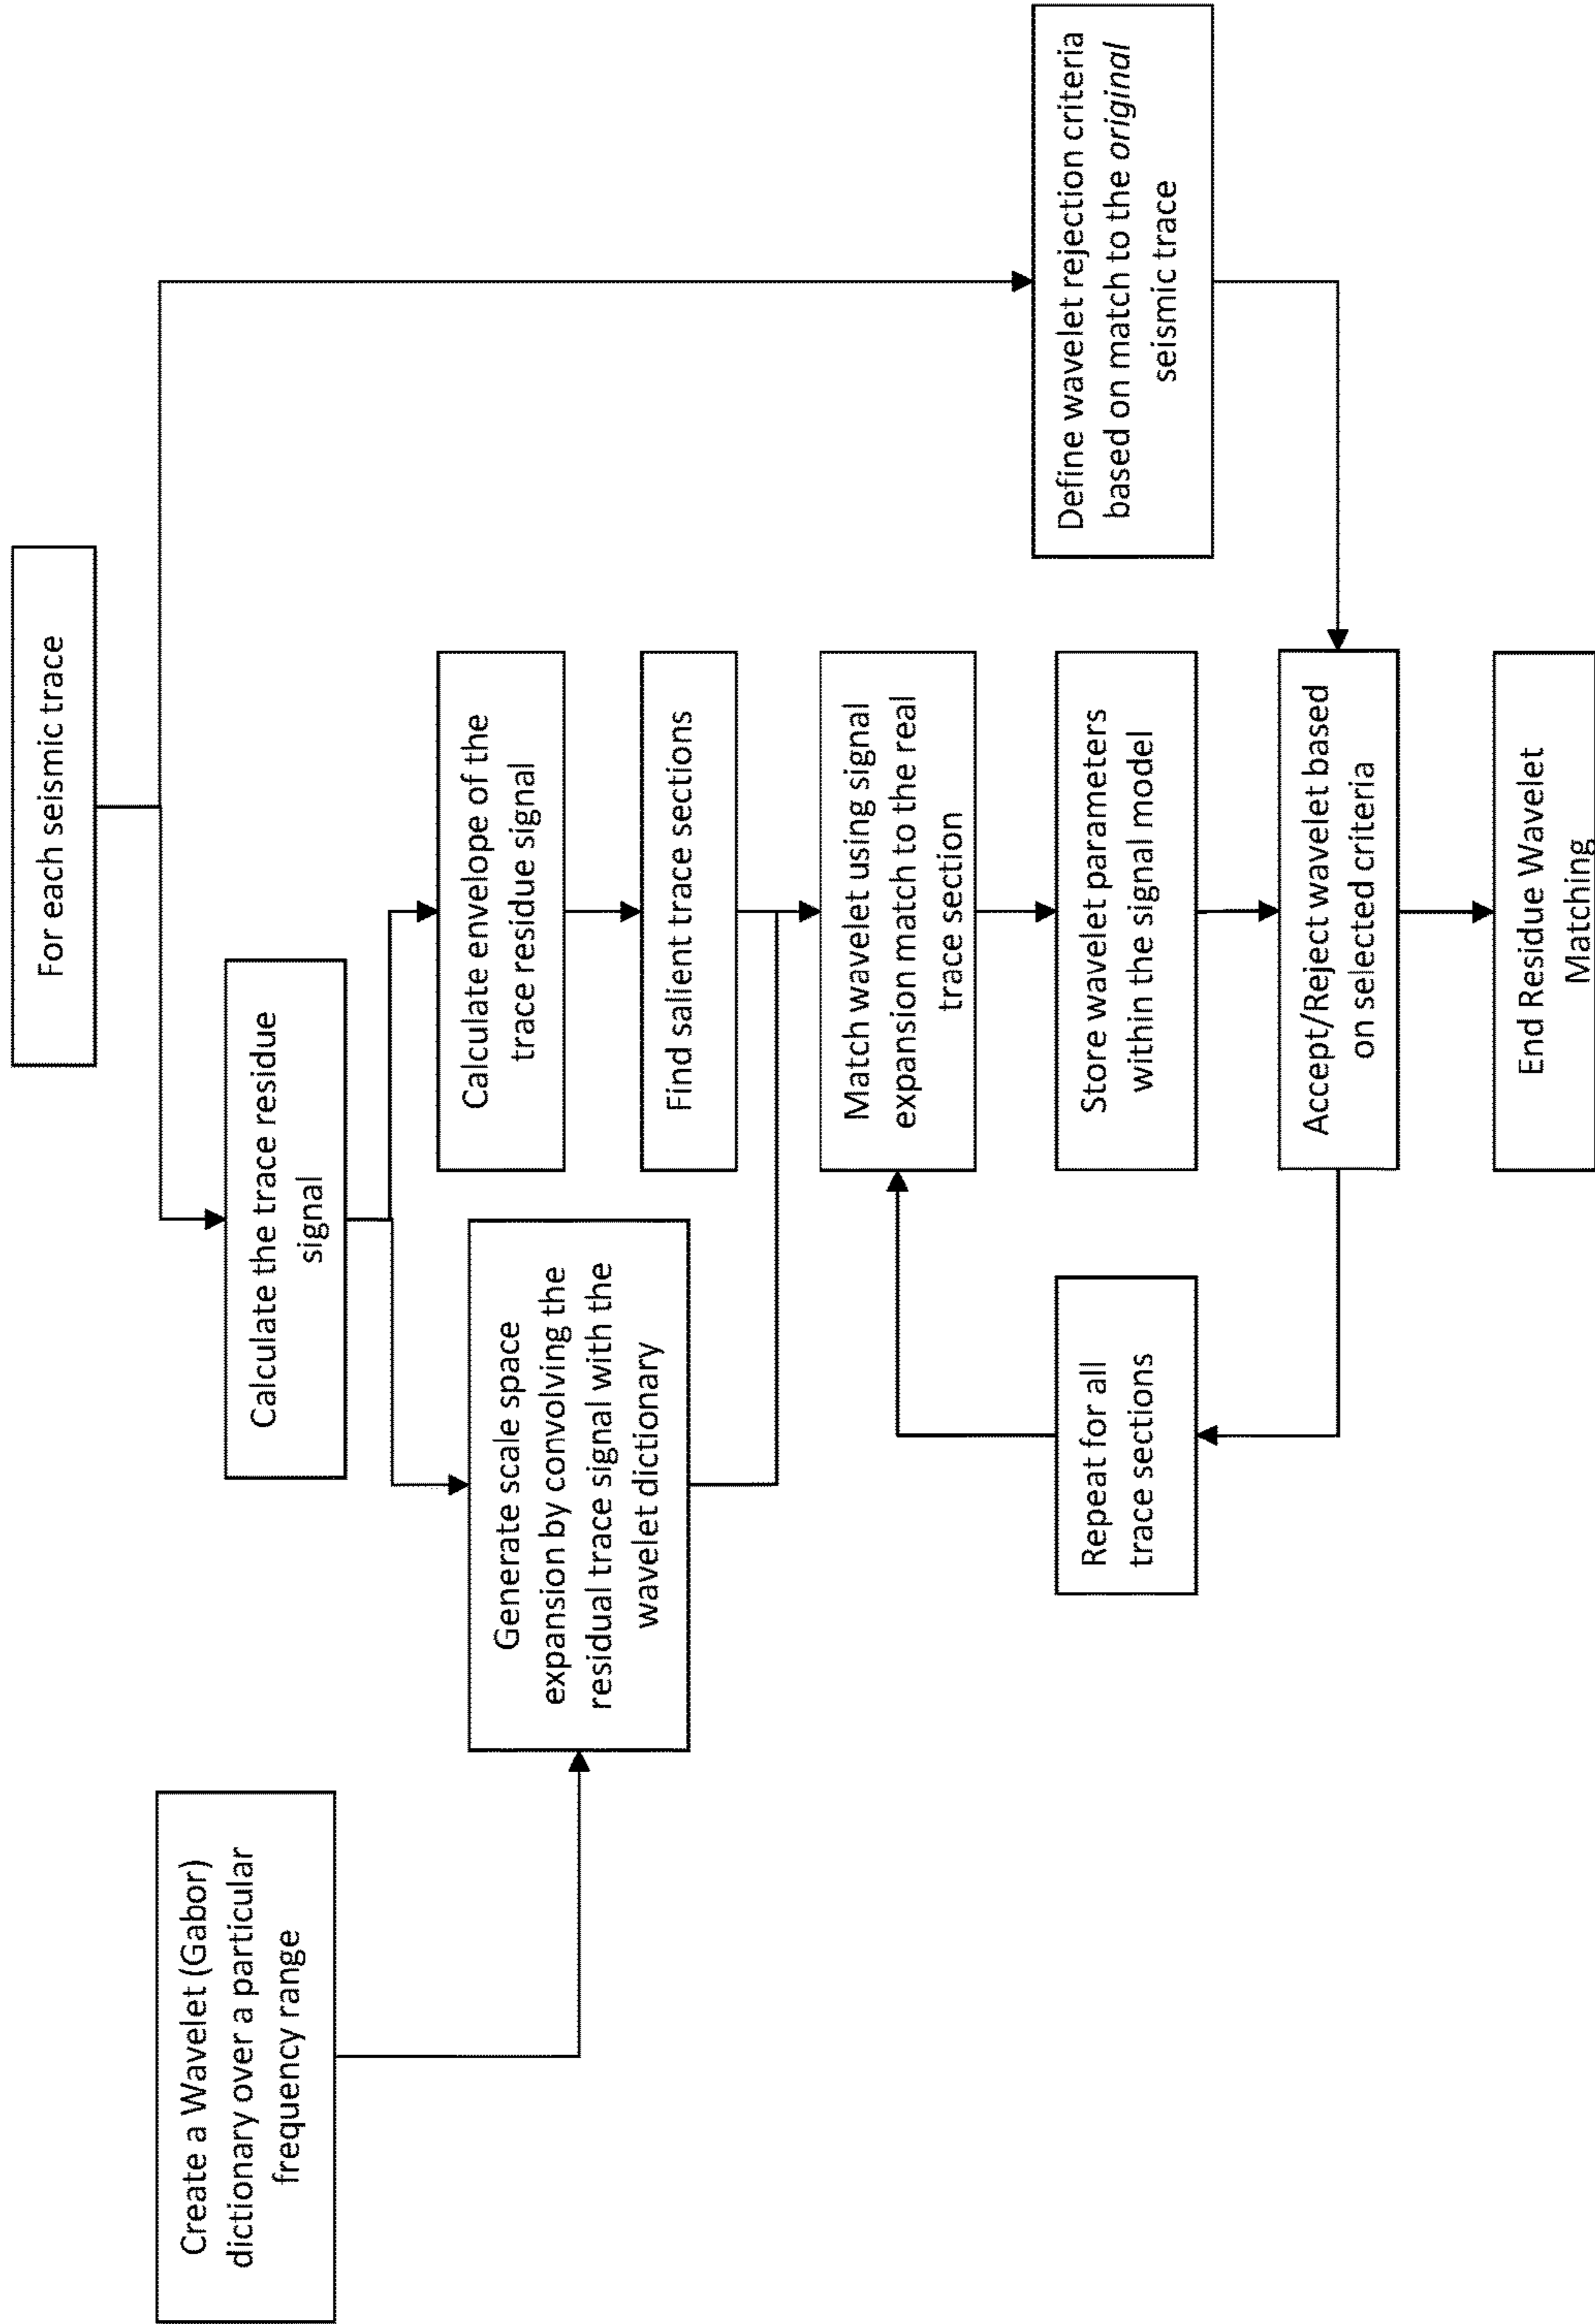 For each seismic trace
Create a Wavelet (Gabor)
dictionary over a particular
frequency range
Calculate the trace residue
signal
Calculate envelope of the
trace residue signal
Generate scale space
expansion by convolving the
residual trace signal with the
wavelet dictionary
Find salient trace sections
Match wavelet using signal
expansion match to the real
trace section
Define wavelet rejection criteria
based on match to the original
seismic trace
Repeat for all
trace sections
Store wavelet parameters
within the signal model
Accept/Reject wavelet based
on selected criteria
End Residue Wavelet
Matching